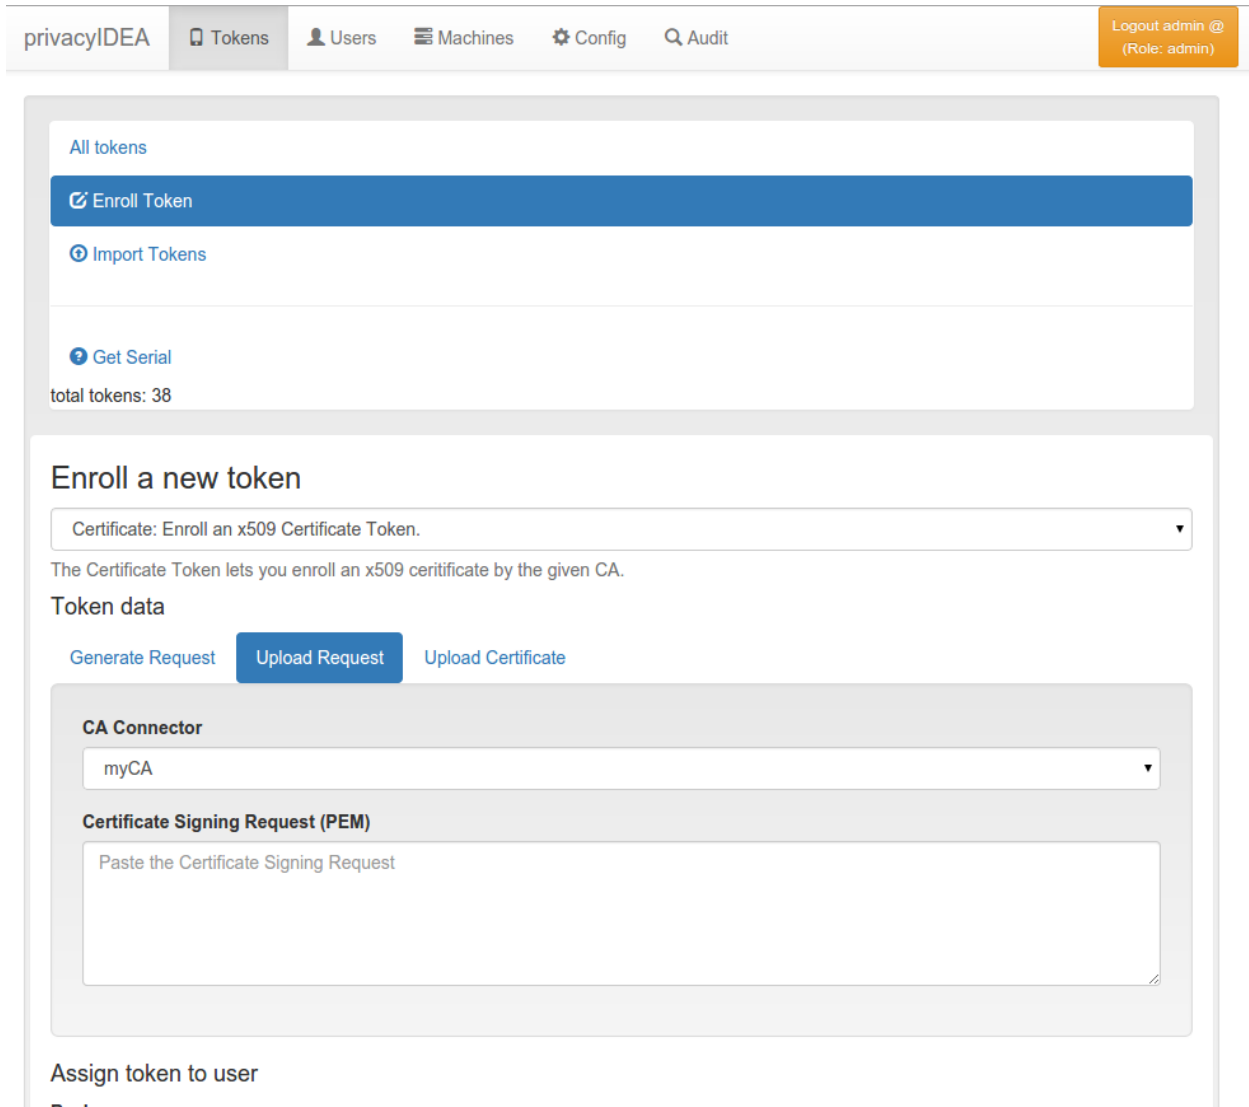 privacyIDEA Tokens Users Machines Config Audit Logout admin @
(Role: admin)
All tokens
Enroll Token
Import Tokens
Get Serial
total tokens: 38
Enroll a new token
Certificate: Enroll an x509 Certificate Token.
The Certificate Token lets you enroll an x509 ceritificate by the given CA.
Token data
Generate Request Upload Request Upload Certificate
CA Connector
myCA
Certificate Signing Request (PEM)
Paste the Certificate Signing Request
Assign token to user